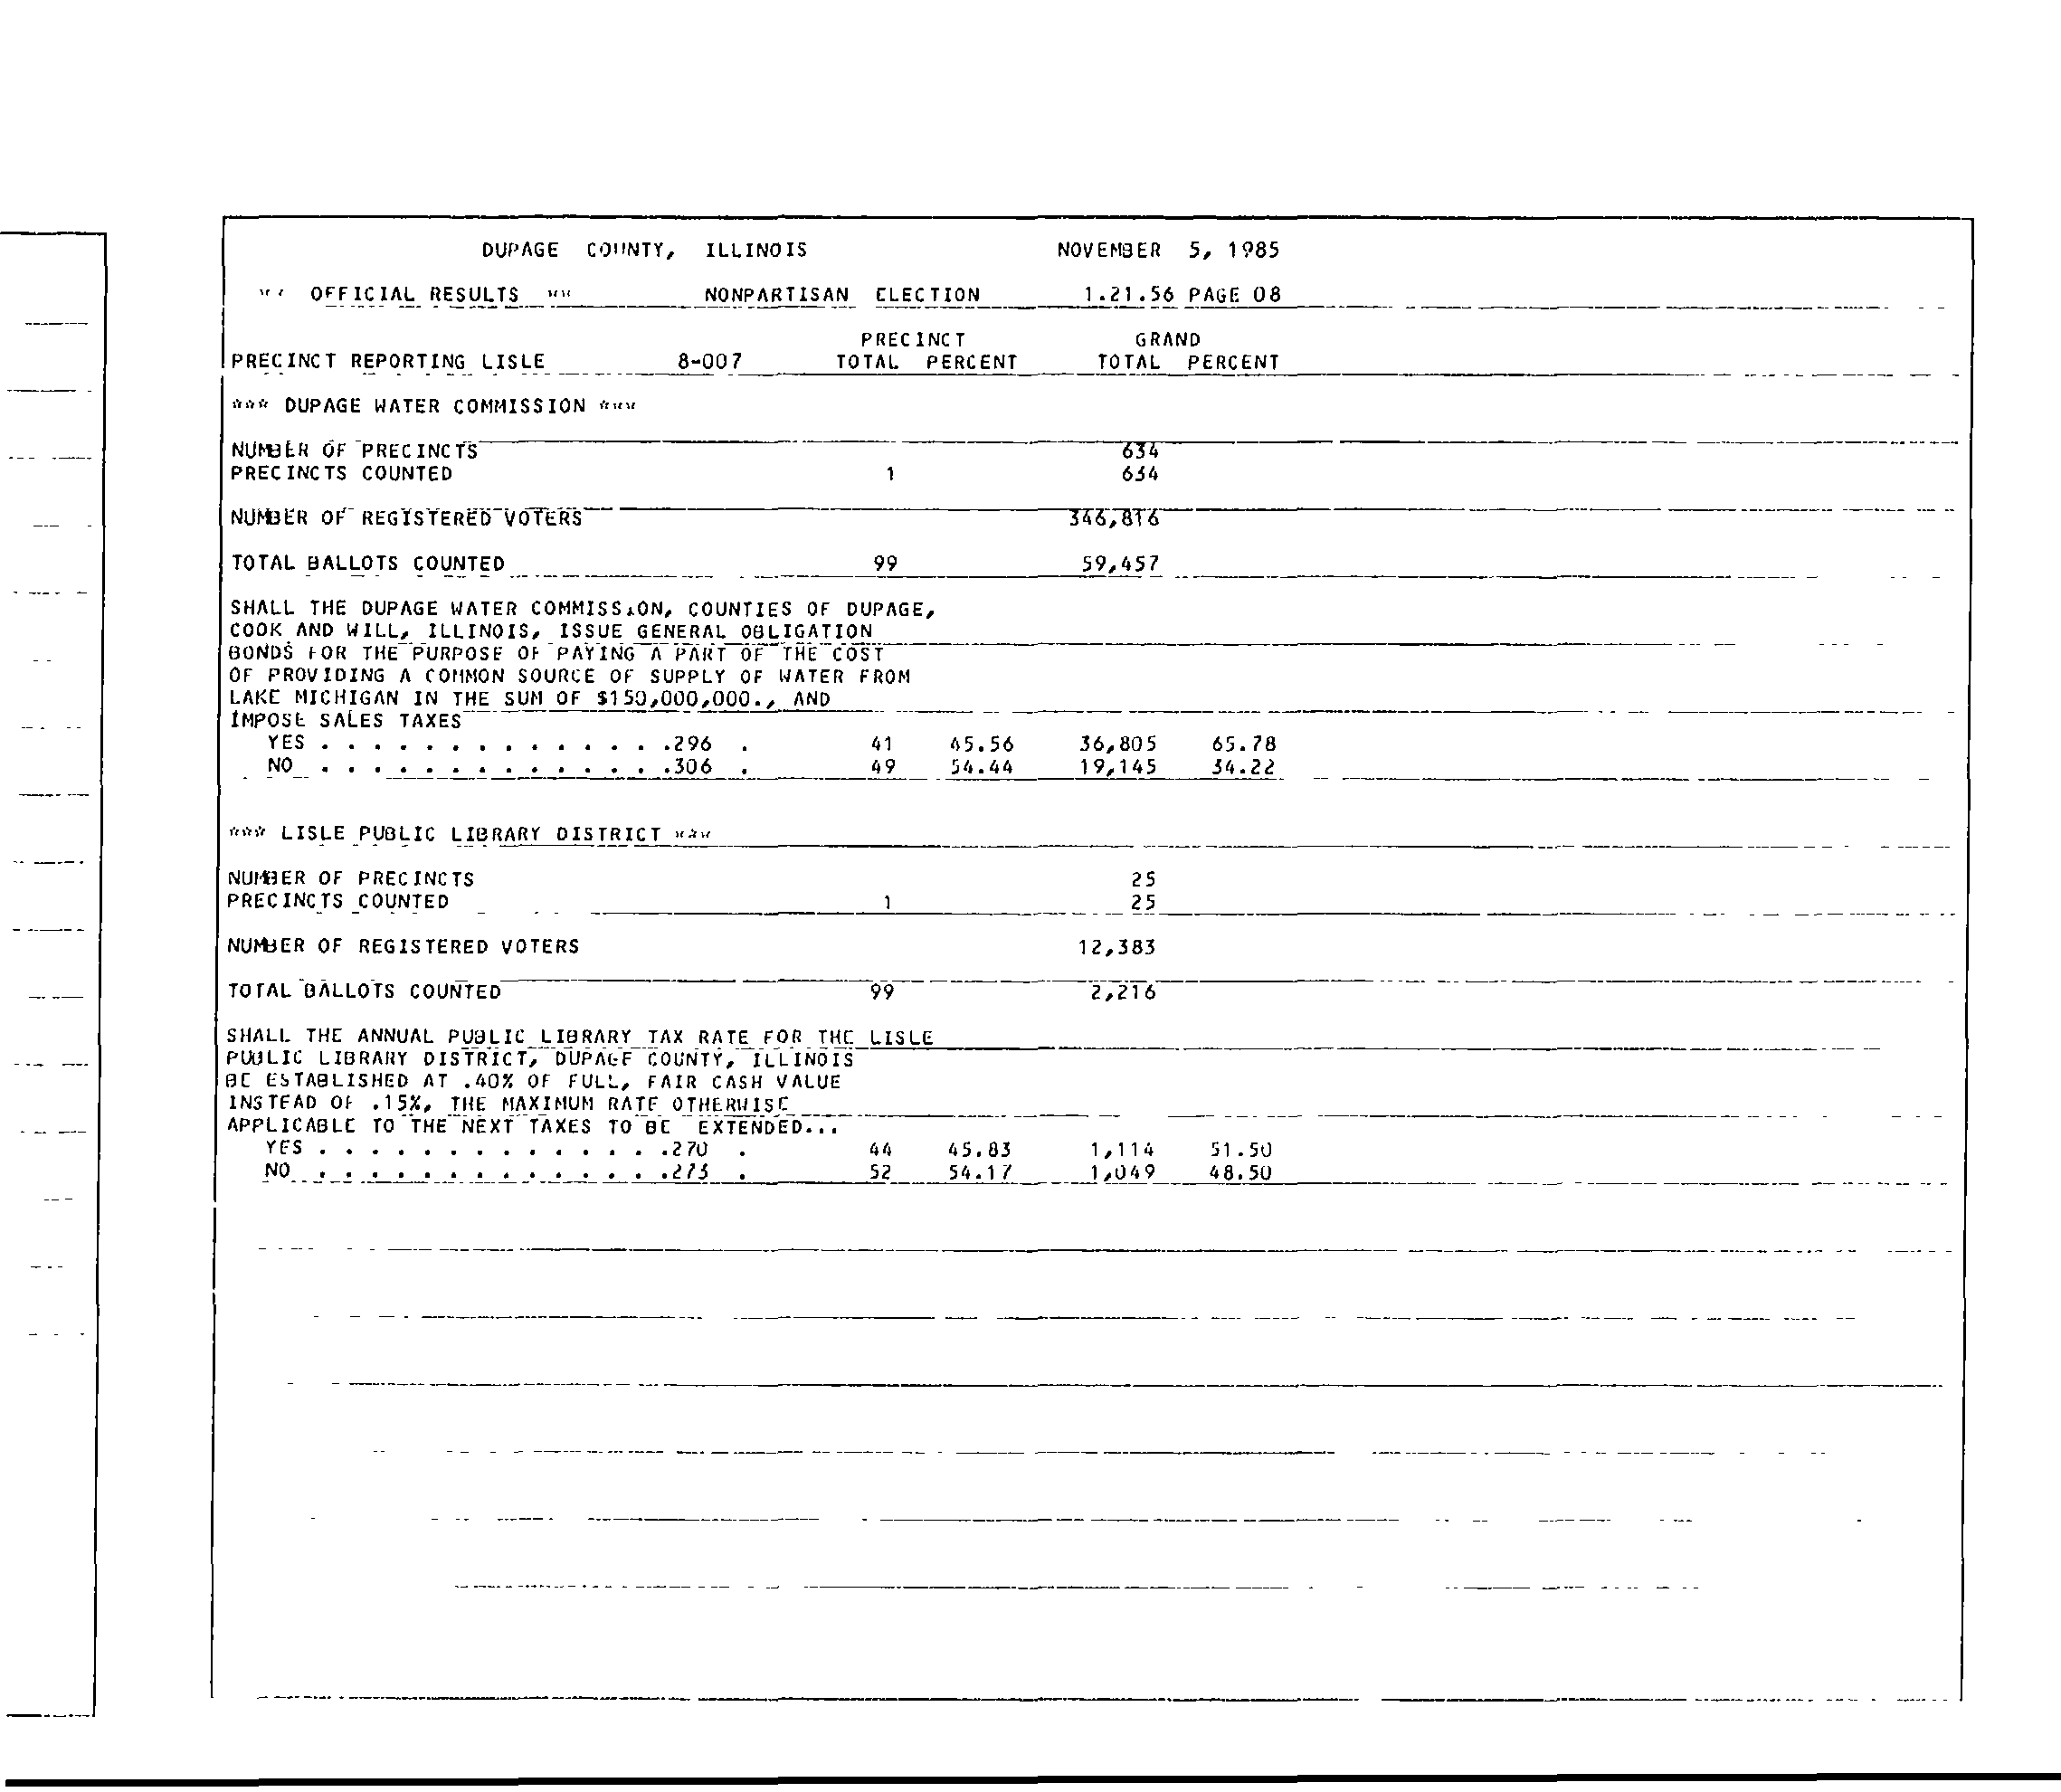 DUPAGE COUNTY, ILLINOIS NOVEMBER 5, 1985
OFFICIAL RESULTS NONPARTISAN ELECTION 1.21.56 PAGE 08
PRECINCT GRAND
PRECINCT REPORTING LISLE 8-007 TOTAL PERCENT TOTAL PERCENT
*** DUPAGE WATER COMMISSION ***
NUMBER OF PRECINCTS 634
PRECINCTS COUNTED 1 634
NUMBER OF REGISTERED VOTERS 346,816
TOTAL BALLOTS COUNTED 99 59,457
SHALL THE DUPAGE WATER COMMISSION, COUNTIES OF DUPAGE,
COOK AND WILL, ILLINOIS, ISSUE GENERAL OBLIGATION
BONDS FOR THE PURPOSE OF PAYING A PART OF THE COST
OF PROVIDING A COMMON SOURCE OF SUPPLY OF WATER FROM
LAKE MICHIGAN IN THE SUM OF $150,000,000., AND
IMPOSE SALES TAXES
YES . . . . . . . . . . . . . .296 . 41 45.56 36,805 65.78
NO . . . . . . . . . . . . . .306 . 49 54.44 19,145 34.22
*** LISLE PUBLIC LIBRARY DISTRICT ***
NUMBER OF PRECINCTS 25
PRECINCTS COUNTED 1 25
NUMBER OF REGISTERED VOTERS 12,383
TOTAL BALLOTS COUNTED 99 2,216
SHALL THE ANNUAL PUBLIC LIBRARY TAX RATE FOR THE LISLE
PUBLIC LIBRARY DISTRICT, DUPAGE COUNTY, ILLINOIS
BE ESTABLISHED AT .40% OF FULL, FAIR CASH VALUE
INSTEAD OF .15%, THE MAXIMUM RATE OTHERWISE
APPLICABLE TO THE NEXT TAXES TO BE EXTENDED...
YES . . . . . . . . . . . . . .270 . 44 45.83 1,114 51.50
NO . . . . . . . . . . . . . .273 . 52 54.17 1,049 48.50